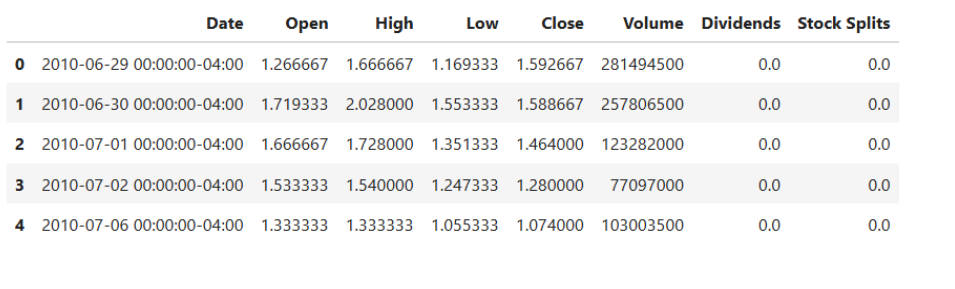 Date Open High Low Close Volume Dividends Stock Splits
0 2010-06-29 00:00:00-04:00 1.266667 1.666667 1.169333 1.592667 281494500 0.0 0.0
1 2010-06-30 00:00:00-04:00 1.719333 2.028000 1.553333 1.588667 257806500 0.0 0.0
2 2010-07-01 00:00:00-04:00 1.666667 1.728000 1.351333 1.464000 123282000 0.0 0.0
3 2010-07-02 00:00:00-04:00 1.533333 1.540000 1.247333 1.280000 77097000 0.0 0.0
4 2010-07-06 00:00:00-04:00 1.333333 1.333333 1.055333 1.074000 103003500 0.0 0.0